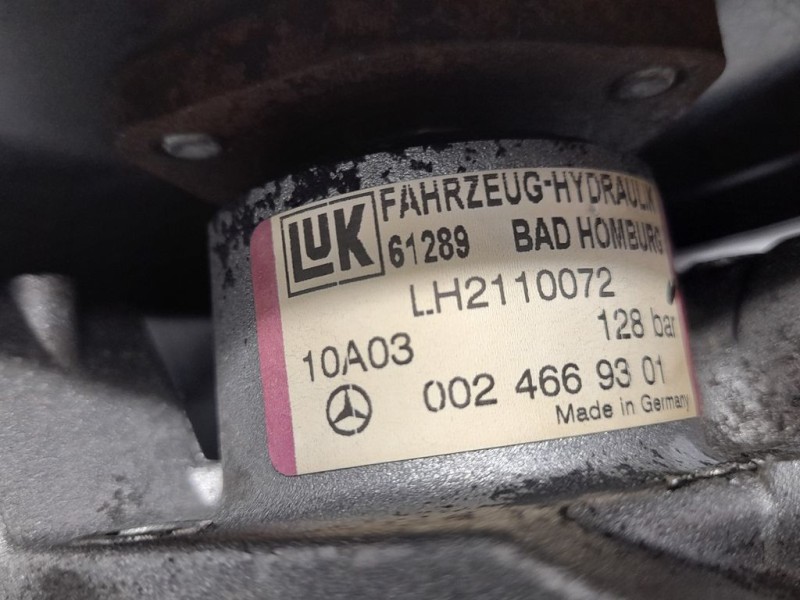 LUK FAHRZEUG-HYDRAULIK
61289 BAD HOMBURG
LH2110072
128 bar
10A03
002 466 93 01
Made in Germany